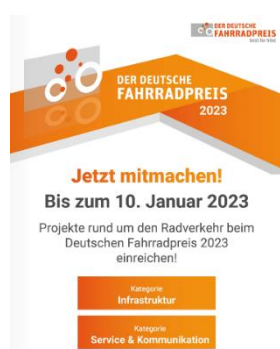 DER DEUTSCHE
FAHRRADPREIS
DER DEUTSCHE
FAHRRADPREIS
2023
Jetzt mitmachen!
Bis zum 10. Januar 2023
Projekte rund um den Radverkehr beim
Deutschen Fahrradpreis 2023
einreichen!
Kategorie
Infrastruktur
Kategorie
Service & Kommunikation